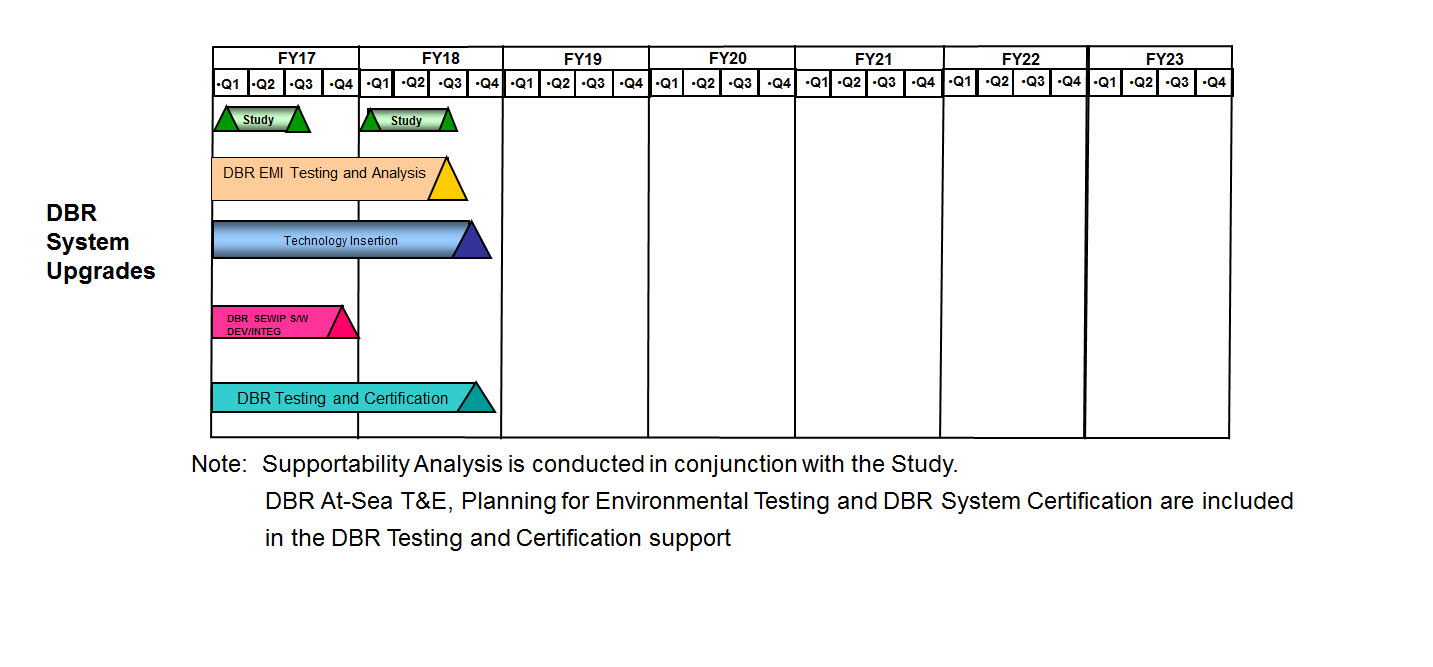 FY17 FY18 FY19 FY20 FY21 FY22 FY23
•Q1 •Q2 •Q3 •Q4 •Q1 •Q2 •Q3 •Q4 •Q1 •Q2 •Q3 •Q4 •Q1 •Q2 •Q3 •Q4 •Q1 •Q2 •Q3 •Q4 •Q1 •Q2 •Q3 •Q4 •Q1 •Q2 •Q3 •Q4
Study Study
DBR EMI Testing and Analysis
DBR
System
Upgrades
Technology Insertion
DBR SEWIP S/W
DEV/INTEG
DBR Testing and Certification
Note: Supportability Analysis is conducted in conjunction with the Study.
DBR At-Sea T&E, Planning for Environmental Testing and DBR System Certification are included
in the DBR Testing and Certification support